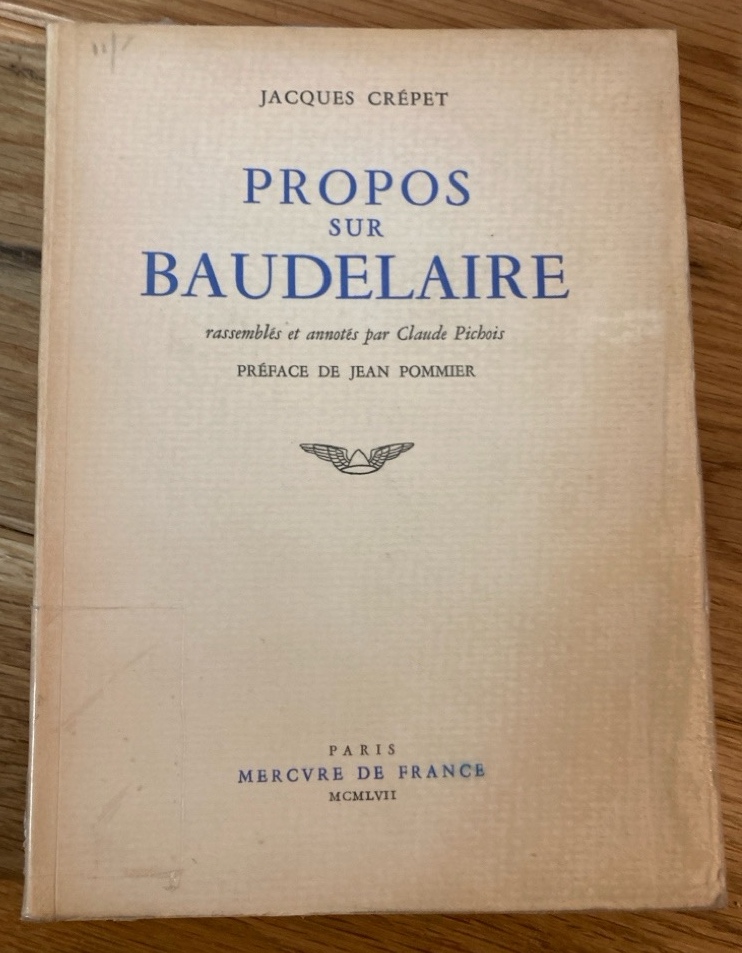 JACQUES CRÉPET
PROPOS
SUR
BAUDELAIRE
rassemblés et annotés par Claude Pichois
PRÉFACE DE JEAN POMMIER
PARIS
MERCVRE DE FRANCE
MCMLVII